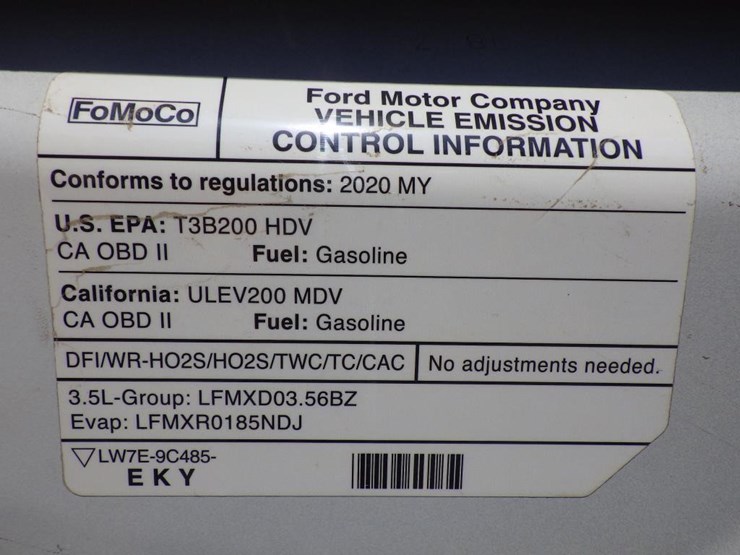 FoMoCo
Ford Motor Company
VEHICLE EMISSION
CONTROL INFORMATION
Conforms to regulations: 2020 MY
U.S. EPA: T3B200 HDV
CA OBD II Fuel: Gasoline
California: ULEV200 MDV
CA OBD II Fuel: Gasoline
DFI/WR-HO2S/HO2S/TWC/TC/CAC
No adjustments needed.
3.5L-Group: LFMXD03.56BZ
Evap: LFMXR0185NDJ
▽LW7E-9C485-
E K Y